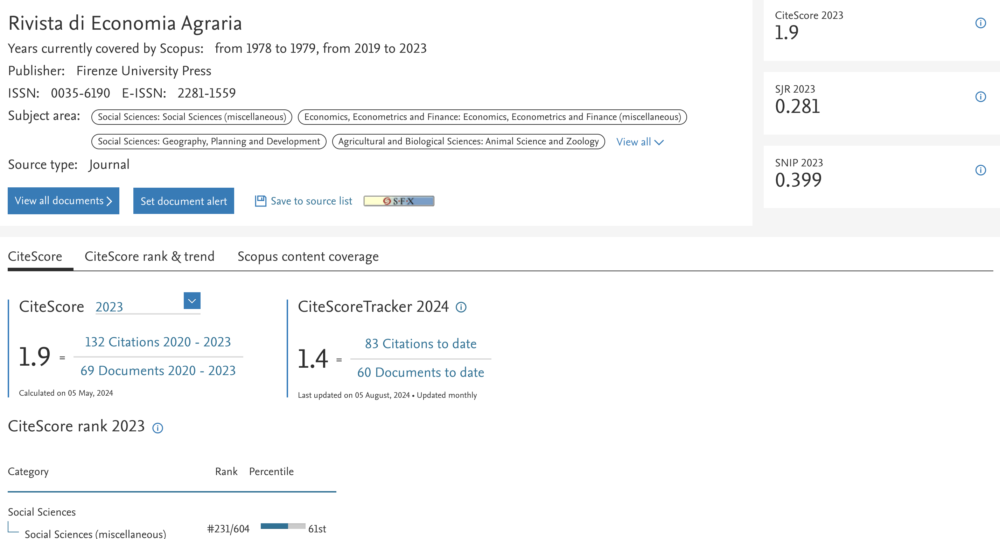 Rivista di Economia Agraria
Years currently covered by Scopus: from 1978 to 1979, from 2019 to 2023
Publisher: Firenze University Press
ISSN: 0035-6190 E-ISSN: 2281-1559
Subject area: Social Sciences: Social Sciences (miscellaneous) Economics, Econometrics and Finance: Economics, Econometrics and Finance (miscellaneous)
Social Sciences: Geography, Planning and Development Agricultural and Biological Sciences: Animal Science and Zoology View all
Source type: Journal
View all documents Set document alert Save to source list S·F·X
CiteScore 2023
1.9
SJR 2023
0.281
SNIP 2023
0.399
CiteScore CiteScore rank & trend Scopus content coverage
CiteScore 2023
132 Citations 2020 - 2023
1.9 =
69 Documents 2020 - 2023
Calculated on 05 May, 2024
CiteScoreTracker 2024
83 Citations to date
1.4 =
60 Documents to date
Last updated on 05 August, 2024 • Updated monthly
CiteScore rank 2023
Category Rank Percentile
Social Sciences
Social Sciences (miscellaneous) #231/604 61st